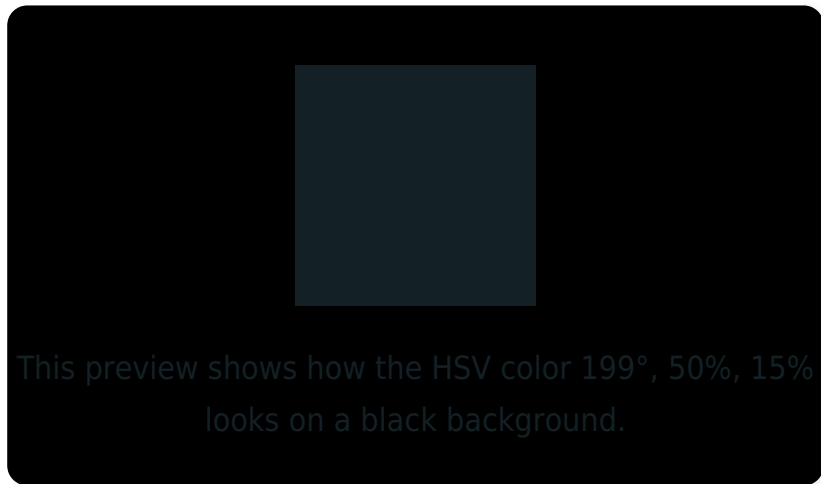 This preview shows how the HSV color 199°, 50%, 15%
looks on a black background.